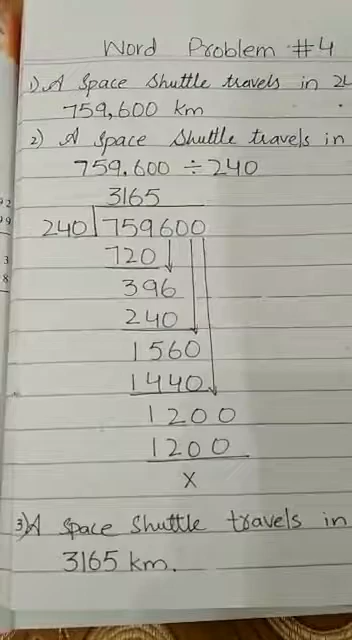 Word Problem #4
1) A Space Shuttle travels in 24
759,600 km
2) A Space Shuttle travels in
759.600 ÷ 240
3165
240 759600
720
396
240
1560
1440
1200
1200
x
3) A Space Shuttle travels in
3165 km.